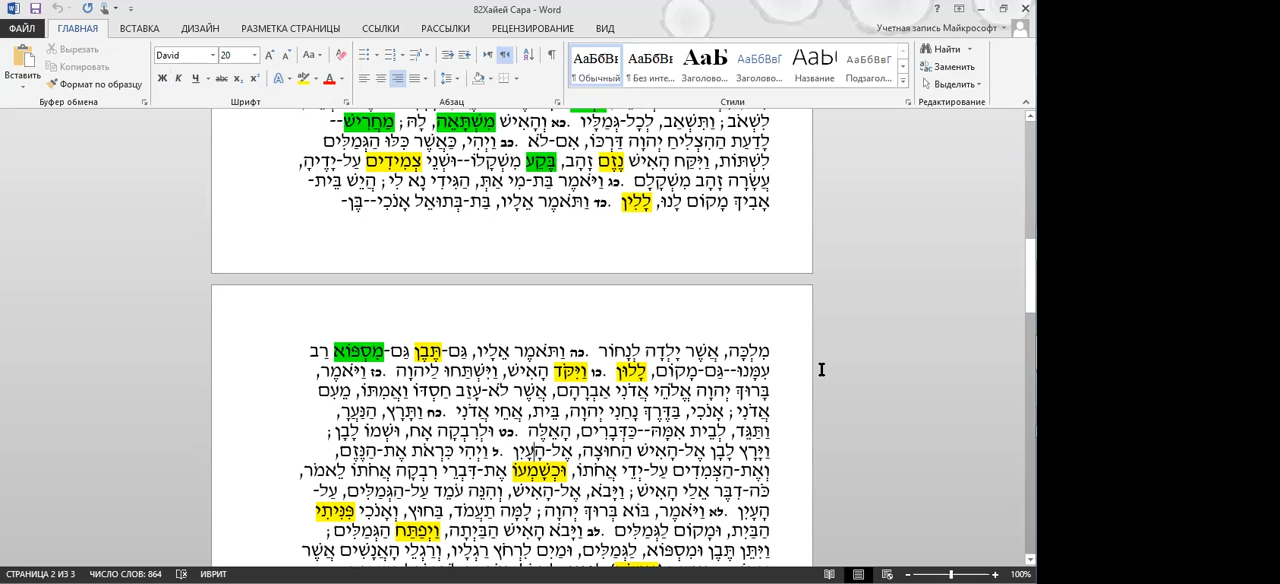 82Хайей Сара - Word
ФАЙЛ ГЛАВНАЯ ВСТАВКА ДИЗАЙН РАЗМЕТКА СТРАНИЦЫ ССЫЛКИ РАССЫЛКИ РЕЦЕНЗИРОВАНИЕ ВИД Учетная запись Майкрософт
Вставить
Вырезать
Копировать
Формат по образцу
Буфер обмена
David 20
Шрифт
Абзац
АаБбВвГ АаБбВвГ АаБбВ АаБбВвГ АаБбВвГ
¶ Обычный ¶ Без инте... Заголово... Заголово... Название Подзагол...
Стили
Найти
Заменить
Выделить
Редактирование
לִשְׁאֹב; וַתִּשְׁאַב, לְכָל-גְּמַלָּיו .כא וְהָאִישׁ מִשְׁתָּאֵה, לָהּ; מַחֲרִישׁ--
לָדַעַת הַהִצְלִיחַ יְהוָה דַּרְכּוֹ, אִם-לֹא .כב וַיְהִי, כַּאֲשֶׁר כִּלּוּ הַגְּמַלִּים
לִשְׁתּוֹת, וַיִּקַּח הָאִישׁ נֶזֶם זָהָב, בֶּקַע מִשְׁקָלוֹ--וּשְׁנֵי צְמִידִים עַל-יָדֶיהָ,
עֲשָׂרָה זָהָב מִשְׁקָלָם .כג וַיֹּאמֶר בַּת-מִי אַתְּ, הַגִּידִי נָא לִי; הֲיֵשׁ בֵּית-
אָבִיךְ מָקוֹם לָנוּ, לָלִין .כד וַתֹּאמֶר אֵלָיו, בַּת-בְּתוּאֵל אָנֹכִי--בֶּן-
מִלְכָּה, אֲשֶׁר יָלְדָה לְנָחוֹר .כה וַתֹּאמֶר אֵלָיו, גַּם-תֶּבֶן גַּם-מִסְפּוֹא רַב
עִמָּנוּ--גַּם-מָקוֹם, לָלוּן .כו וַיִּקֹּד הָאִישׁ, וַיִּשְׁתַּחוּ לַיהוָה .כז וַיֹּאמֶר,
בָּרוּךְ יְהוָה אֱלֹהֵי אֲדֹנִי אַבְרָהָם, אֲשֶׁר לֹא-עָזַב חַסְדּוֹ וַאֲמִתּוֹ, מֵעִם
אֲדֹנִי; אָנֹכִי, בַּדֶּרֶךְ נָחַנִי יְהוָה, בֵּית, אֲחֵי אֲדֹנִי .כח וַתָּרָץ, הַנַּעֲרָ,
וַתַּגֵּד, לְבֵית אִמָּהּ--כַּדְּבָרִים, הָאֵלֶּה .כט וּלְרִבְקָה אָח, וּשְׁמוֹ לָבָן;
וַיָּרָץ לָבָן אֶל-הָאִישׁ הַחוּצָה, אֶל-הָעָיִן .ל וַיְהִי כִּרְאֹת אֶת-הַנֶּזֶם,
וְאֶת-הַצְּמִדִים עַל-יְדֵי אֲחֹתוֹ, וּכְשָׁמְעוֹ אֶת-דִּבְרֵי רִבְקָה אֲחֹתוֹ לֵאמֹר,
כֹּה-דִבֶּר אֵלַי הָאִישׁ; וַיָּבֹא, אֶל-הָאִישׁ, וְהִנֵּה עֹמֵד עַל-הַגְּמַלִּים, עַל-
הָעָיִן .לא וַיֹּאמֶר, בּוֹא בְּרוּךְ יְהוָה; לָמָּה תַעֲמֹד, בַּחוּץ, וְאָנֹכִי פִּנִּיתִי
הַבַּיִת, וּמָקוֹם לַגְּמַלִּים .לב וַיָּבֹא הָאִישׁ הַבַּיְתָה, וַיְפַתַּח הַגְּמַלִּים;
וַיִּתֵּן תֶּבֶן וּמִסְפּוֹא, לַגְּמַלִּים, וּמַיִם לִרְחֹץ רַגְלָיו, וְרַגְלֵי הָאֲנָשִׁים אֲשֶׁר
СТРАНИЦА 2 ИЗ 3 ЧИСЛО СЛОВ: 864 ИВРИТ 100%